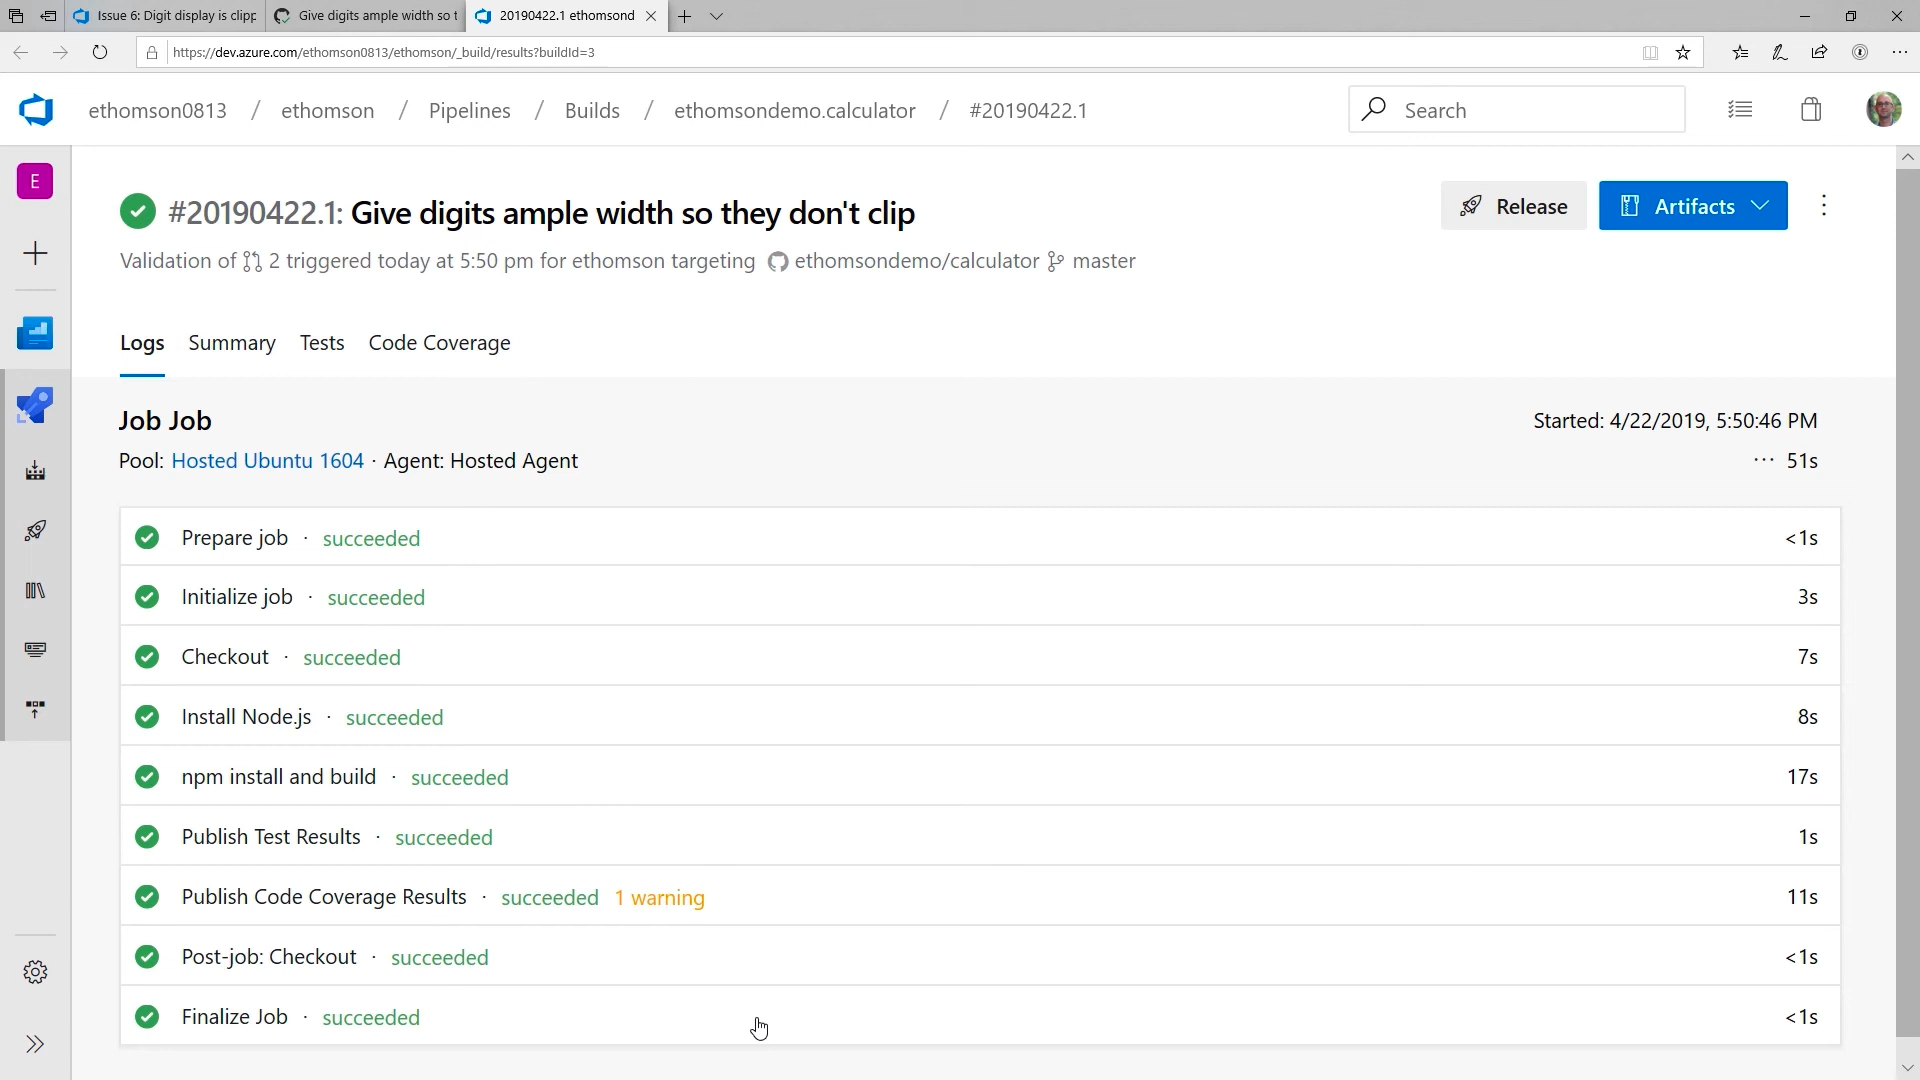 Issue 6: Digit display is clipp
Give digits ample width so t
20190422.1 ethomsond
https://dev.azure.com/ethomson0813/ethomson/_build/results?buildId=3
ethomson0813 / ethomson / Pipelines / Builds / ethomsondemo.calculator / #20190422.1
Search
E
#20190422.1: Give digits ample width so they don't clip
Release
Artifacts
Validation of 2 triggered today at 5:50 pm for ethomson targeting ethomsondemo/calculator master
Logs Summary Tests Code Coverage
Job Job
Started: 4/22/2019, 5:50:46 PM
Pool: Hosted Ubuntu 1604 · Agent: Hosted Agent
··· 51s
Prepare job · succeeded <1s
Initialize job · succeeded 3s
Checkout · succeeded 7s
Install Node.js · succeeded 8s
npm install and build · succeeded 17s
Publish Test Results · succeeded 1s
Publish Code Coverage Results · succeeded 1 warning 11s
Post-job: Checkout · succeeded <1s
Finalize Job · succeeded <1s